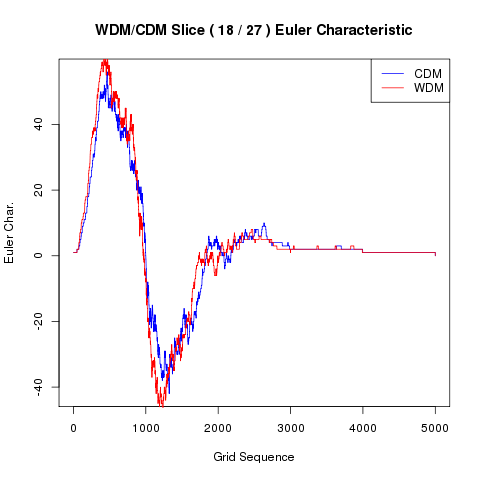 WDM/CDM Slice ( 18 / 27 ) Euler Characteristic
CDM
WDM
Euler Char.
40
20
0
-20
-40
0 1000 2000 3000 4000 5000
Grid Sequence